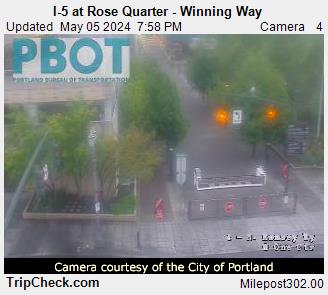 I-5 at Rose Quarter - Winning Way
Updated May 05 2024 7:58 PM Camera 4
PBOT
PORTLAND BUREAU OF TRANSPORTATION
Camera courtesy of the City of Portland
TripCheck.com Milepost302.00